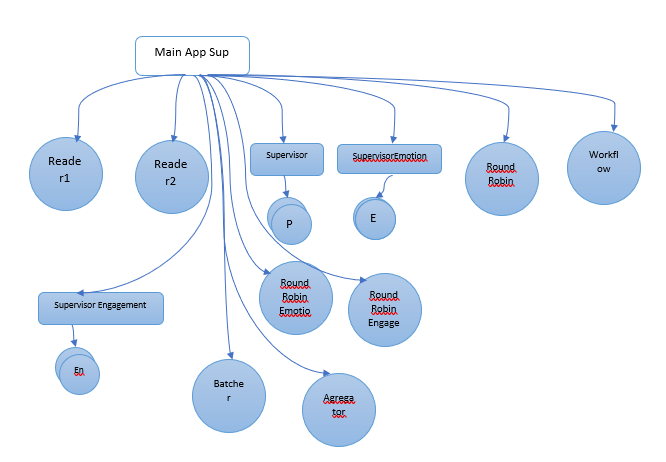 Main App Sup
Reade
r1
Reade
r2
Supervisor
SupervisorEmotion
Round
Robin
Workfl
ow
P
E
Supervisor Engagement
Round
Robin
Emotio
Round
Robin
Engage
En
Batche
r
Agrega
tor